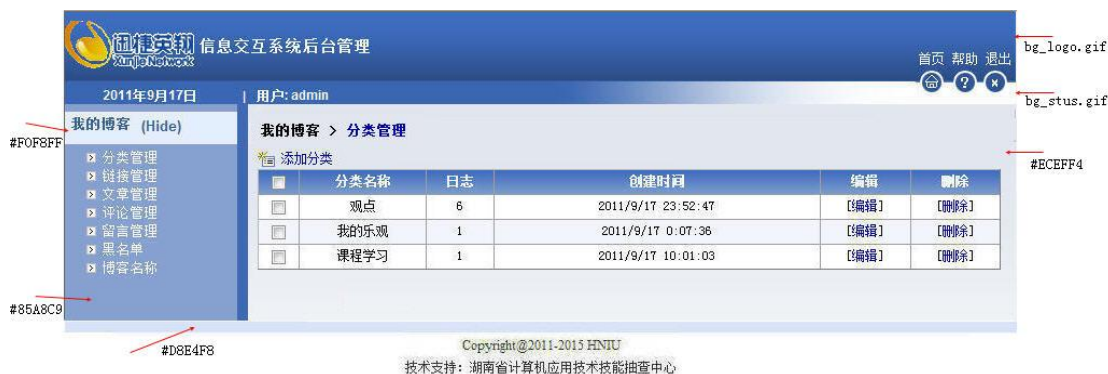 迅捷英翔 信息交互系统后台管理
XunjieNetwork
bg_logo.gif
首页 帮助 退出
2011年9月17日 | 用户: admin
bg_stus.gif
我的博客 (Hide)
#F0F8FF
我的博客 > 分类管理
添加分类
#ECEFF4
分类名称 日志 创建时间 编辑 删除
观点 6 2011/9/17 23:52:47 [编辑] [删除]
我的乐观 1 2011/9/17 0:07:36 [编辑] [删除]
课程学习 1 2011/9/17 10:01:03 [编辑] [删除]
分类管理
链接管理
文章管理
评论管理
留言管理
黑名单
博客名称
#85A8C9
#D8E4F8
Copyright@2011-2015 HNIU
技术支持：湖南省计算机应用技术技能抽查中心